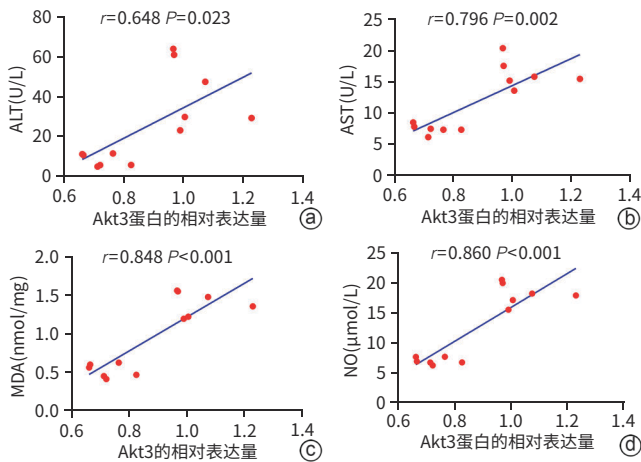 r=0.648 P=0.023
80
60
40
20
0
ALT(U/L)
0.6 0.8 1.0 1.2 1.4
Akt3蛋白的相对表达量
ⓐ
r=0.796 P=0.002
25
20
15
10
5
0
AST(U/L)
0.6 0.8 1.0 1.2 1.4
Akt3蛋白的相对表达量
ⓑ
r=0.848 P<0.001
2.0
1.5
1.0
0.5
0.0
MDA(nmol/mg)
0.6 0.8 1.0 1.2 1.4
Akt3的相对表达量
ⓒ
r=0.860 P<0.001
25
20
15
10
5
0
NO(μmol/L)
0.6 0.8 1.0 1.2 1.4
Akt3蛋白的相对表达量
ⓓ